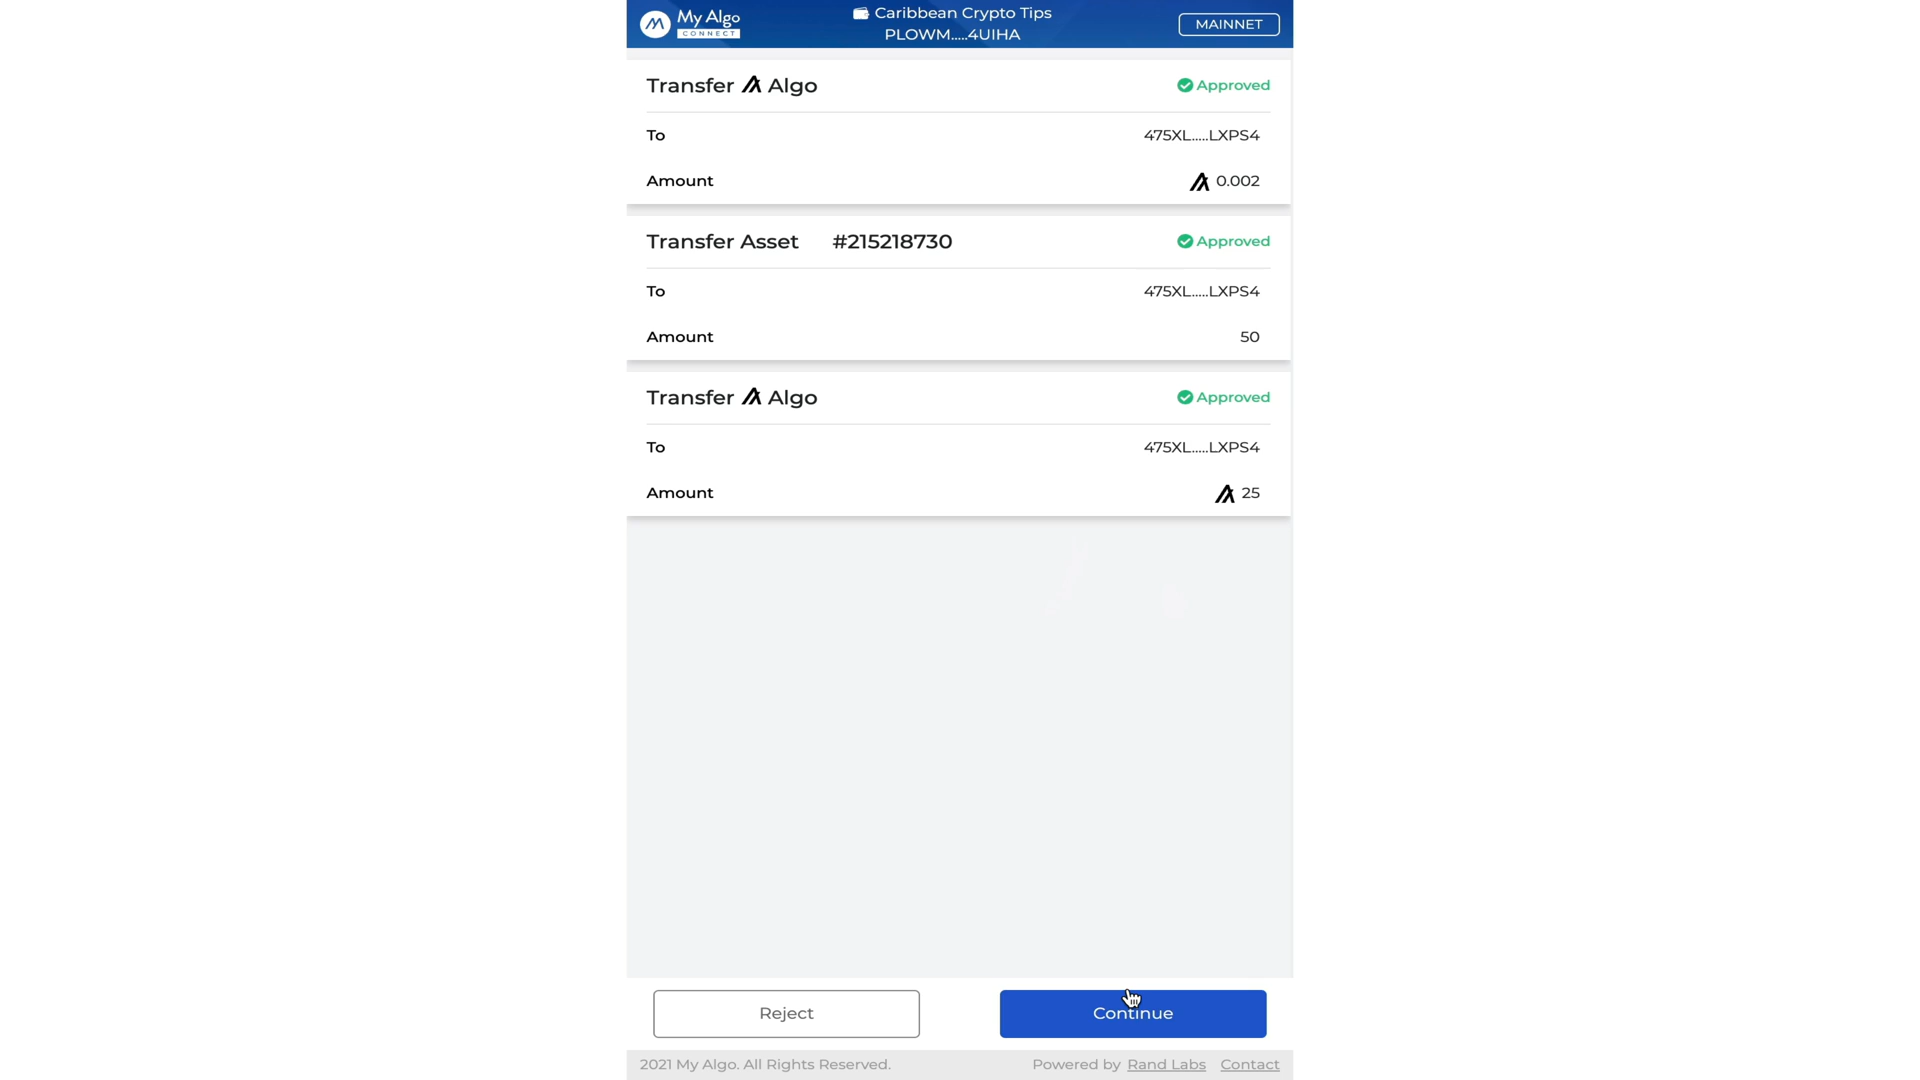 My Algo
CONNECT
Caribbean Crypto Tips
PLOWM.....4UIHA
MAINNET
Transfer Algo
Approved
To
475XL.....LXPS4
Amount
0.002
Transfer Asset #215218730
Approved
To
475XL.....LXPS4
Amount
50
Transfer Algo
Approved
To
475XL.....LXPS4
Amount
25
Reject
Continue
2021 My Algo. All Rights Reserved.
Powered by Rand Labs Contact